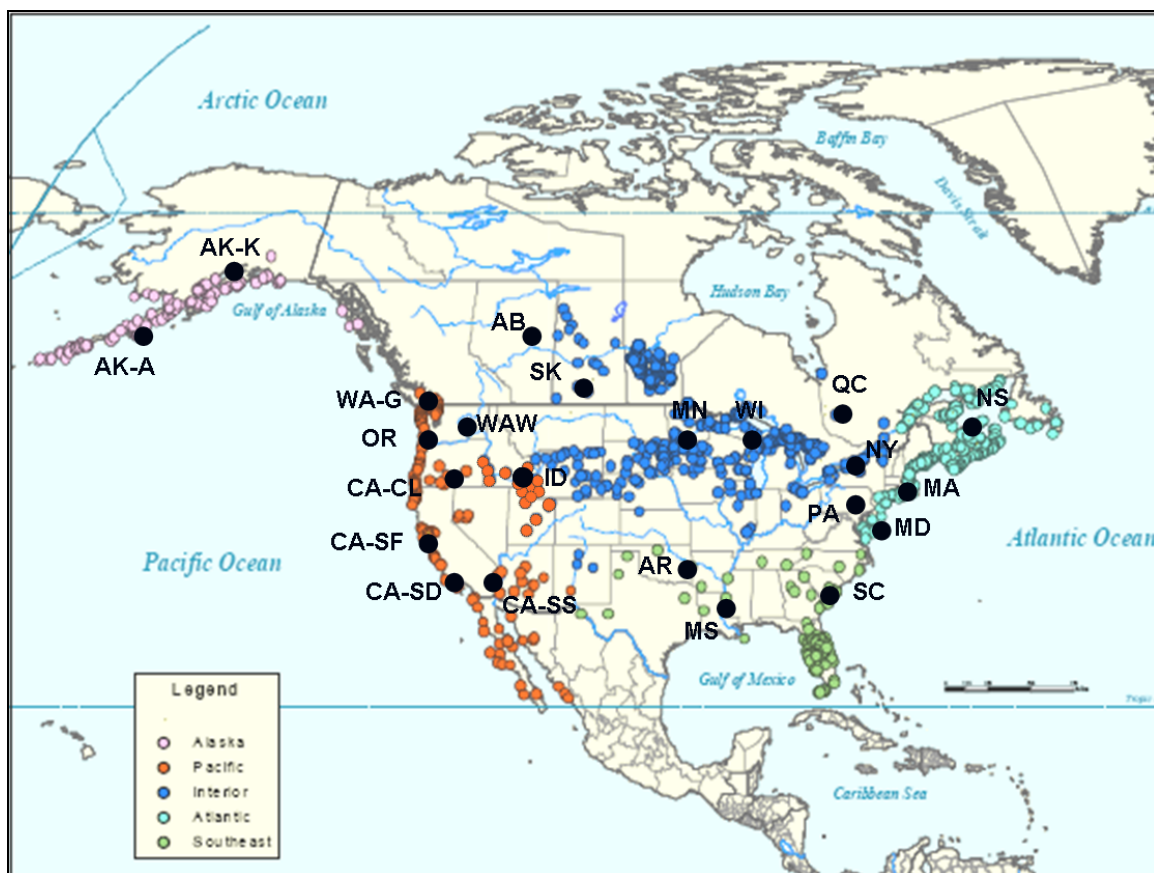 Arctic Ocean
Baffin Bay
Davis Strait
AK-K
Gulf of Alaska
Hudson Bay
AB
AK-A
SK
QC
NS
WA-G
WAW
MN
WI
OR
NY
CA-CL
ID
MA
PA
MD
CA-SF
Pacific Ocean
Atlantic Ocean
AR
CA-SD
CA-SS
SC
MS
Gulf of Mexico
Legend
Alaska
Pacific
Interior
Atlantic
Southeast
Caribbean Sea